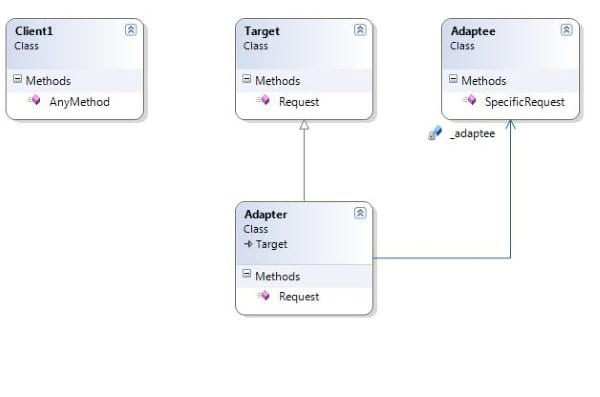 Client1
Class
Methods
AnyMethod
Target
Class
Methods
Request
Adaptee
Class
Methods
SpecificRequest
_adaptee
Adapter
Class
Target
Methods
Request